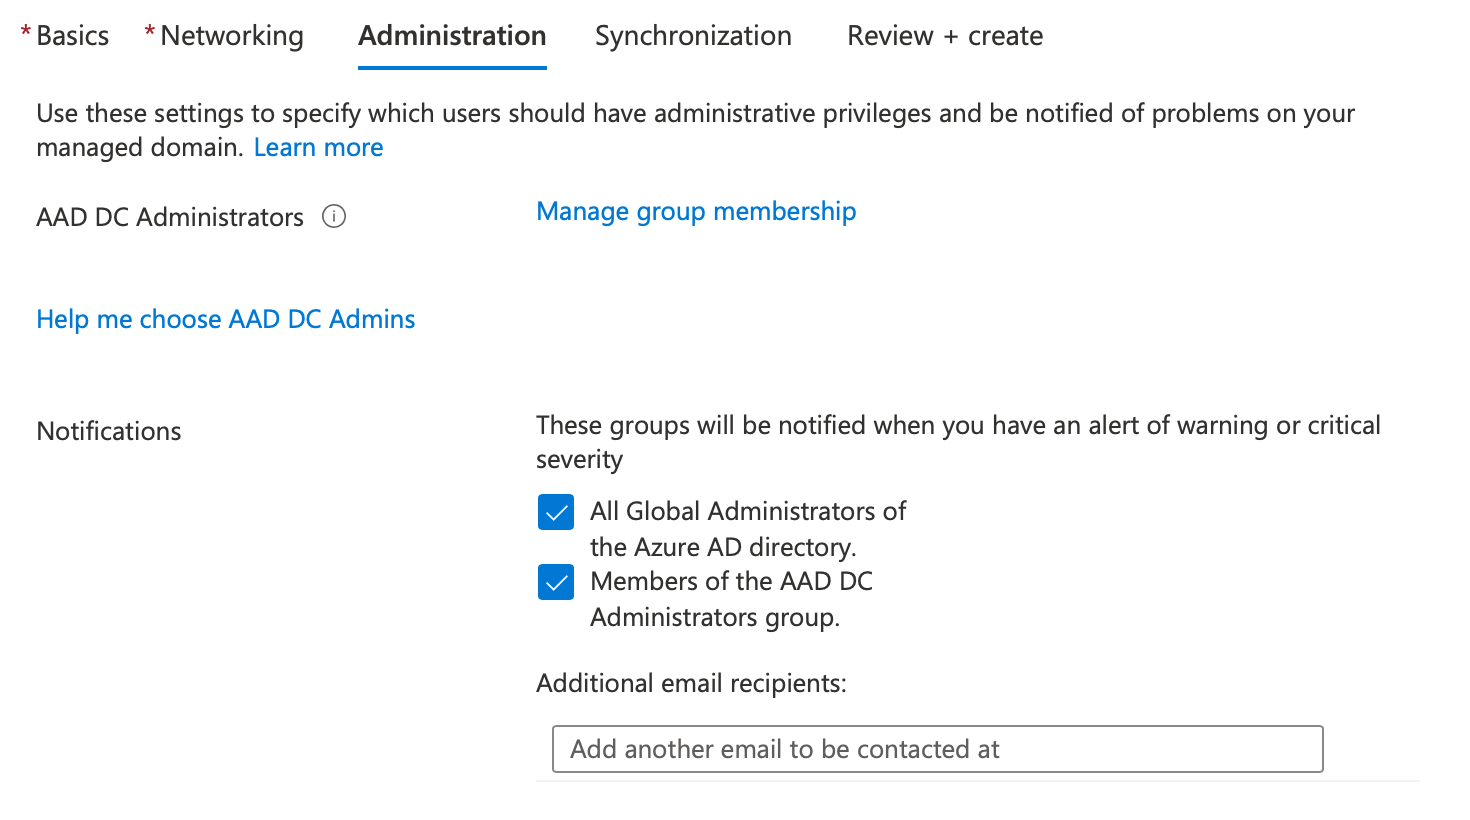 * Basics * Networking Administration Synchronization Review + create
Use these settings to specify which users should have administrative privileges and be notified of problems on your
managed domain. Learn more
AAD DC Administrators Manage group membership
Help me choose AAD DC Admins
Notifications
These groups will be notified when you have an alert of warning or critical
severity
All Global Administrators of
the Azure AD directory.
Members of the AAD DC
Administrators group.
Additional email recipients:
Add another email to be contacted at